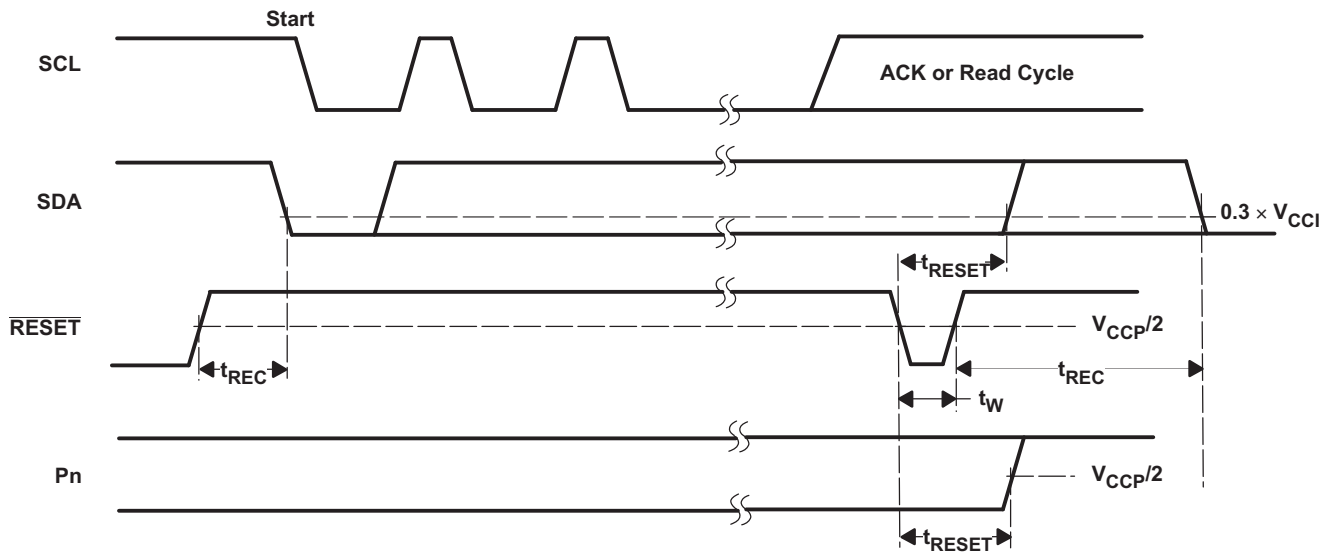 Start
SCL
ACK or Read Cycle
SDA
0.3 × VCCI
tRESET
RESET
VCCP/2
tREC
tREC
tW
Pn
VCCP/2
tRESET